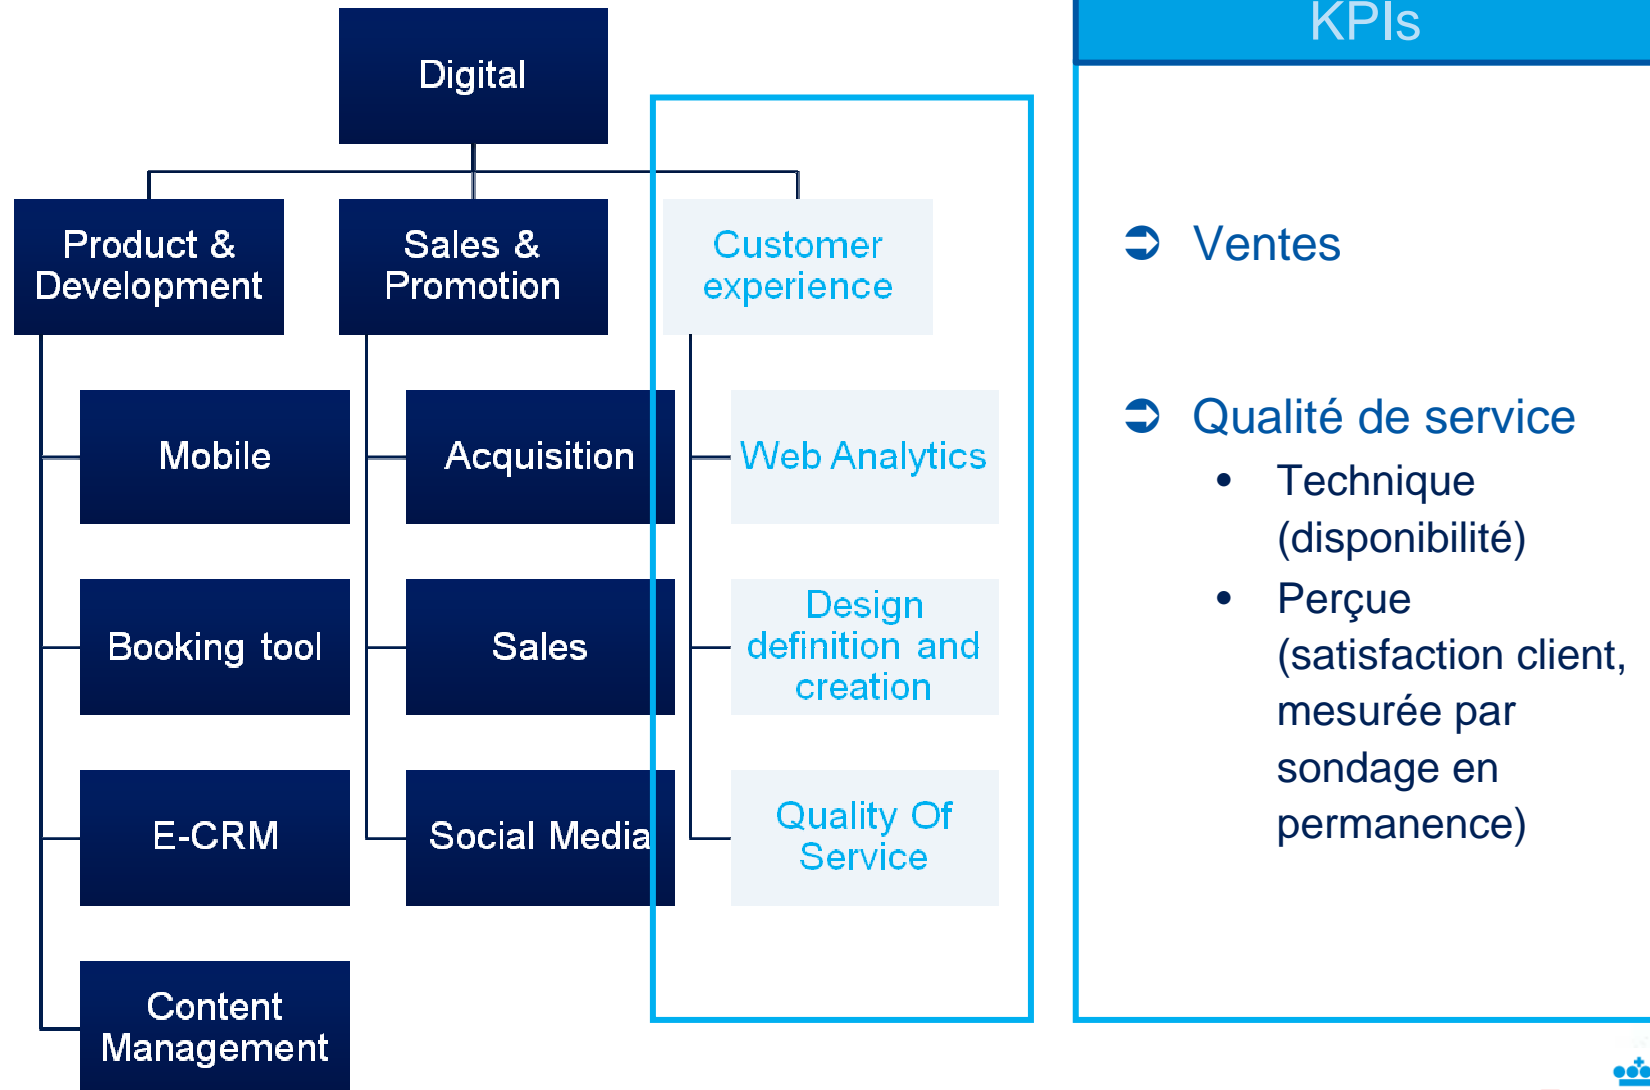 Digital
Product &
Development
Mobile
Booking tool
E-CRM
Content
Management
Sales &
Promotion
Acquisition
Sales
Social Media
Customer
experience
Web Analytics
Design
definition and
creation
Quality Of
Service
KPIs
➲ Ventes
➲ Qualité de service
• Technique
(disponibilité)
• Perçue
(satisfaction client,
mesurée par
sondage en
permanence)